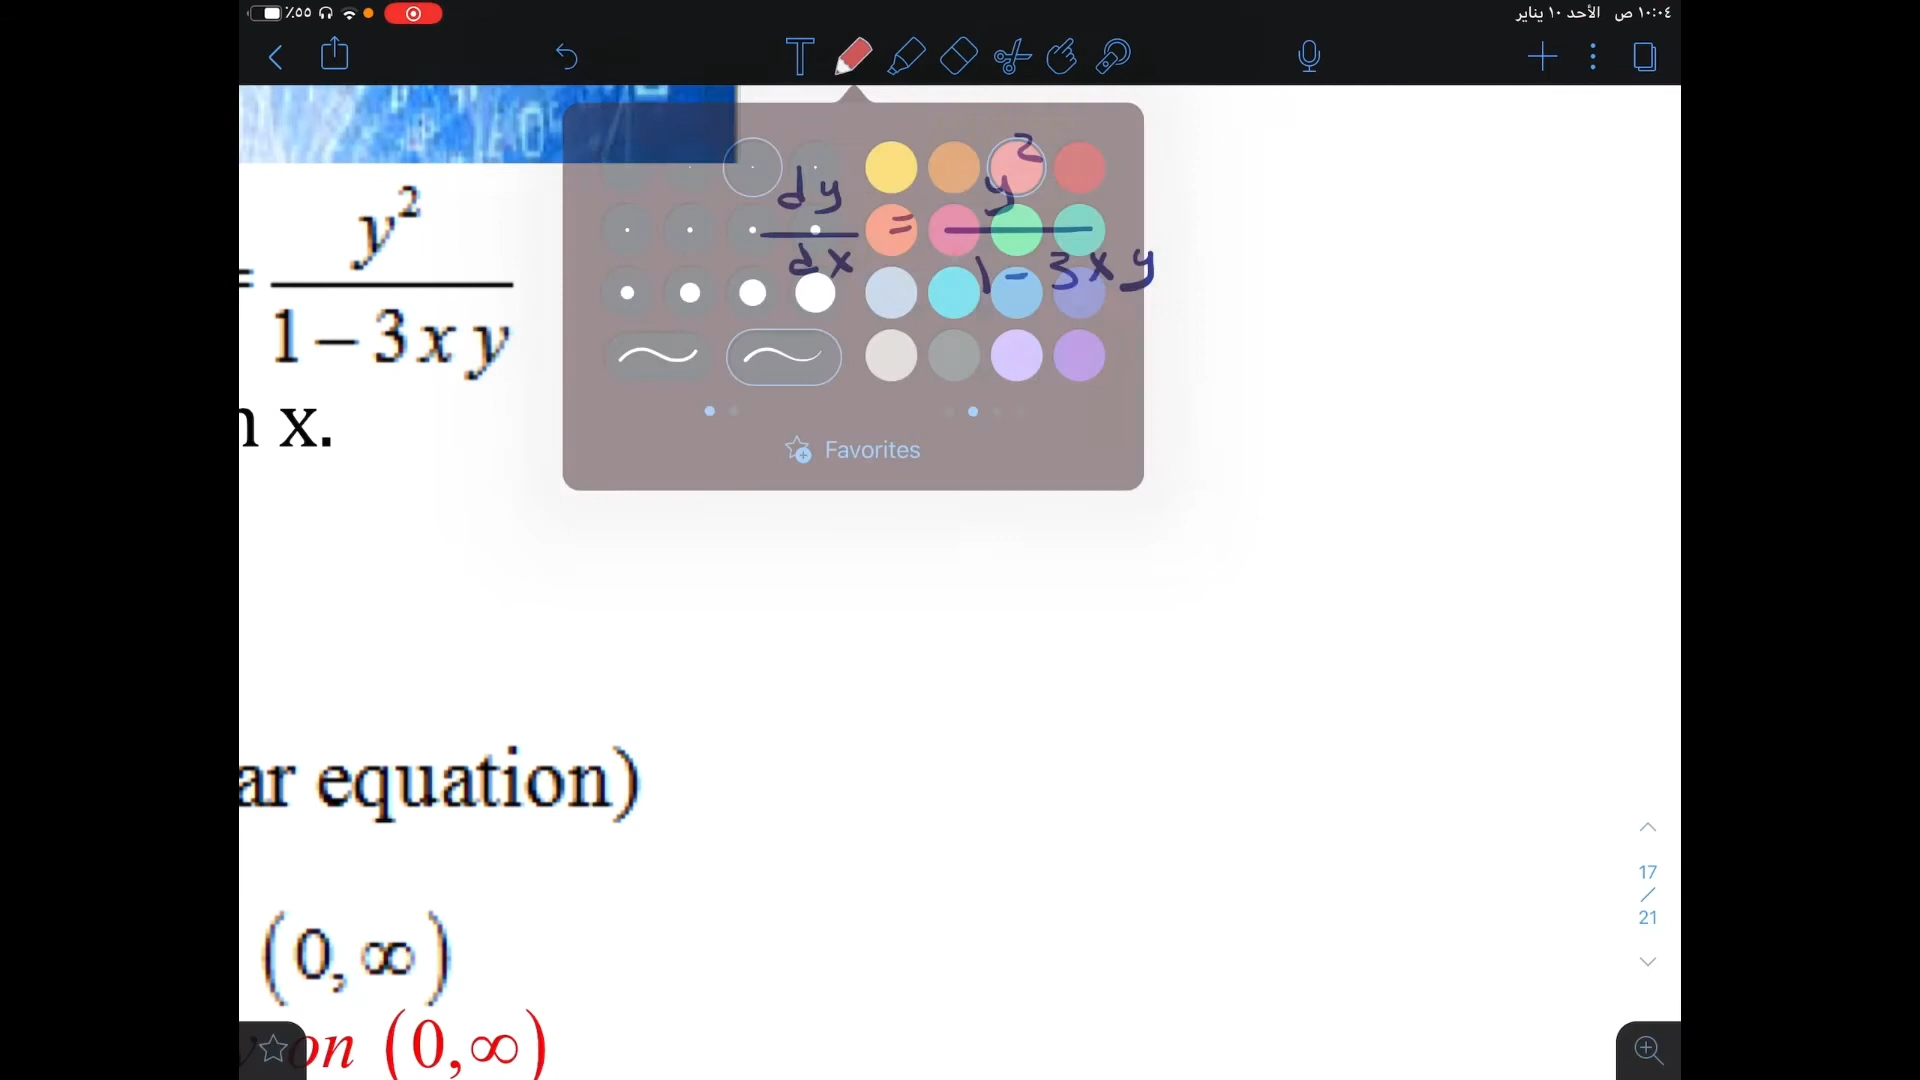 ٪٥٥
١٠:٠٤ ص الأحد ١٠ يناير
T
dy/dx = y²/(1-3xy)
= y²/(1-3xy)
x.
Favorites
ar equation)
17
/
21
(0,∞)
on (0,∞)